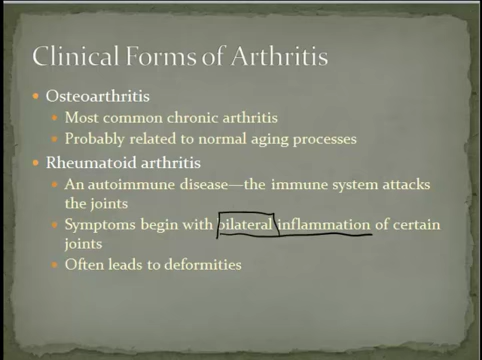 Clinical Forms of Arthritis
Osteoarthritis
Most common chronic arthritis
Probably related to normal aging processes
Rheumatoid arthritis
An autoimmune disease—the immune system attacks
the joints
Symptoms begin with bilateral inflammation of certain
joints
Often leads to deformities